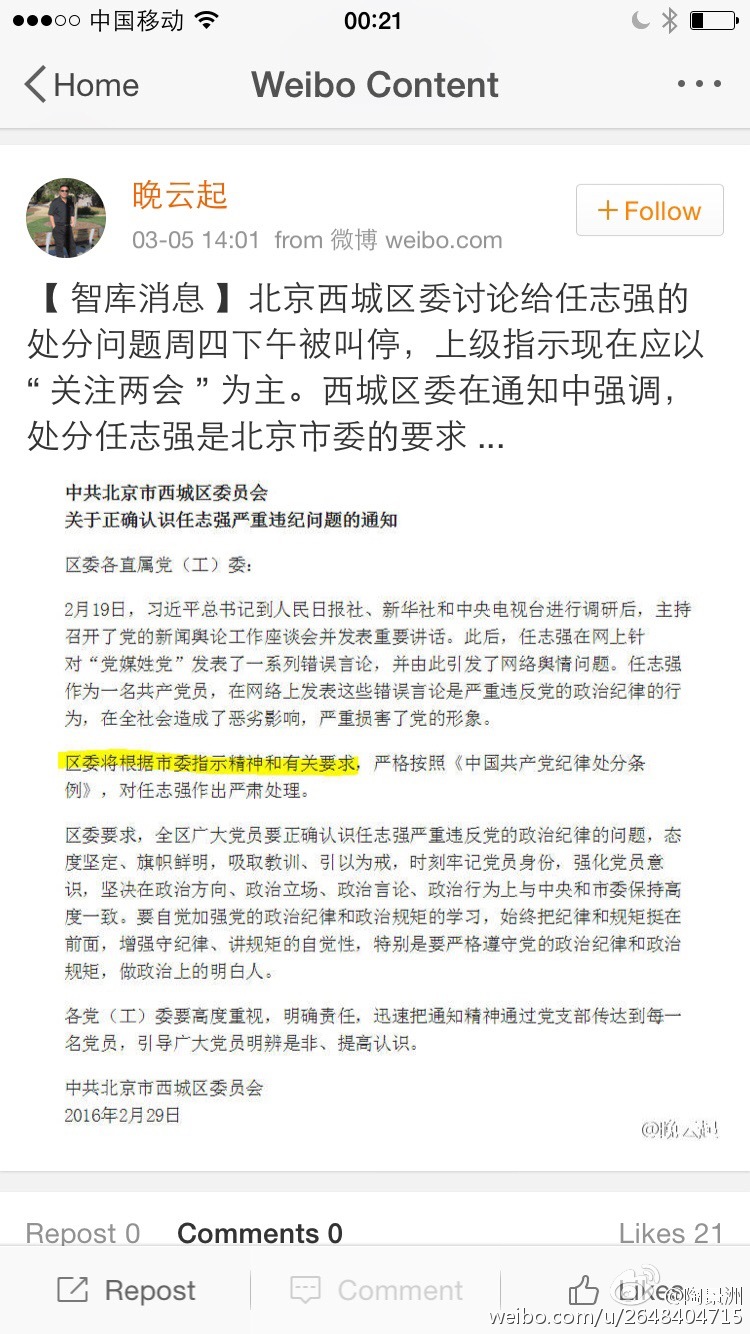 中国移动
00:21
Home
Weibo Content
晚云起
03-05 14:01 from 微博 weibo.com
+Follow
【 智库消息 】北京西城区委讨论给任志强的
处分问题周四下午被叫停，上级指示现在应以
“ 关注两会 ” 为主。西城区委在通知中强调，
处分任志强是北京市委的要求 ...
中共北京市西城区委员会
关于正确认识任志强严重违纪问题的通知
区委各直属党（工）委：
2月19日，习近平总书记到人民日报社、新华社和中央电视台进行调研后，主持
召开了党的新闻舆论工作座谈会并发表重要讲话。此后，任志强在网上针
对“党媒姓党”发表了一系列错误言论，并由此引发了网络舆情问题。任志强
作为一名共产党员，在网络上发表这些错误言论是严重违反党的政治纪律的行
为，在全社会造成了恶劣影响，严重损害了党的形象。
区委将根据市委指示精神和有关要求，严格按照《中国共产党纪律处分条
例》，对任志强作出严肃处理。
区委要求，全区广大党员要正确认识任志强严重违反党的政治纪律的问题，态
度坚定、旗帜鲜明，吸取教训、引以为戒，时刻牢记党员身份，强化党员意
识，坚决在政治方向、政治立场、政治言论、政治行为上与中央和市委保持高
度一致。要自觉加强党的政治纪律和政治规矩的学习，始终把纪律和规矩挺在
前面，增强守纪律、讲规矩的自觉性，特别是要严格遵守党的政治纪律和政治
规矩，做政治上的明白人。
各党（工）委要高度重视，明确责任，迅速把通知精神通过党支部传达到每一
名党员，引导广大党员明辨是非、提高认识。
中共北京市西城区委员会
2016年2月29日
@晚云起
Repost 0
Comments 0
Likes 21
Repost
Comment
Likes
@陶景洲
weibo.com/u/2648404715